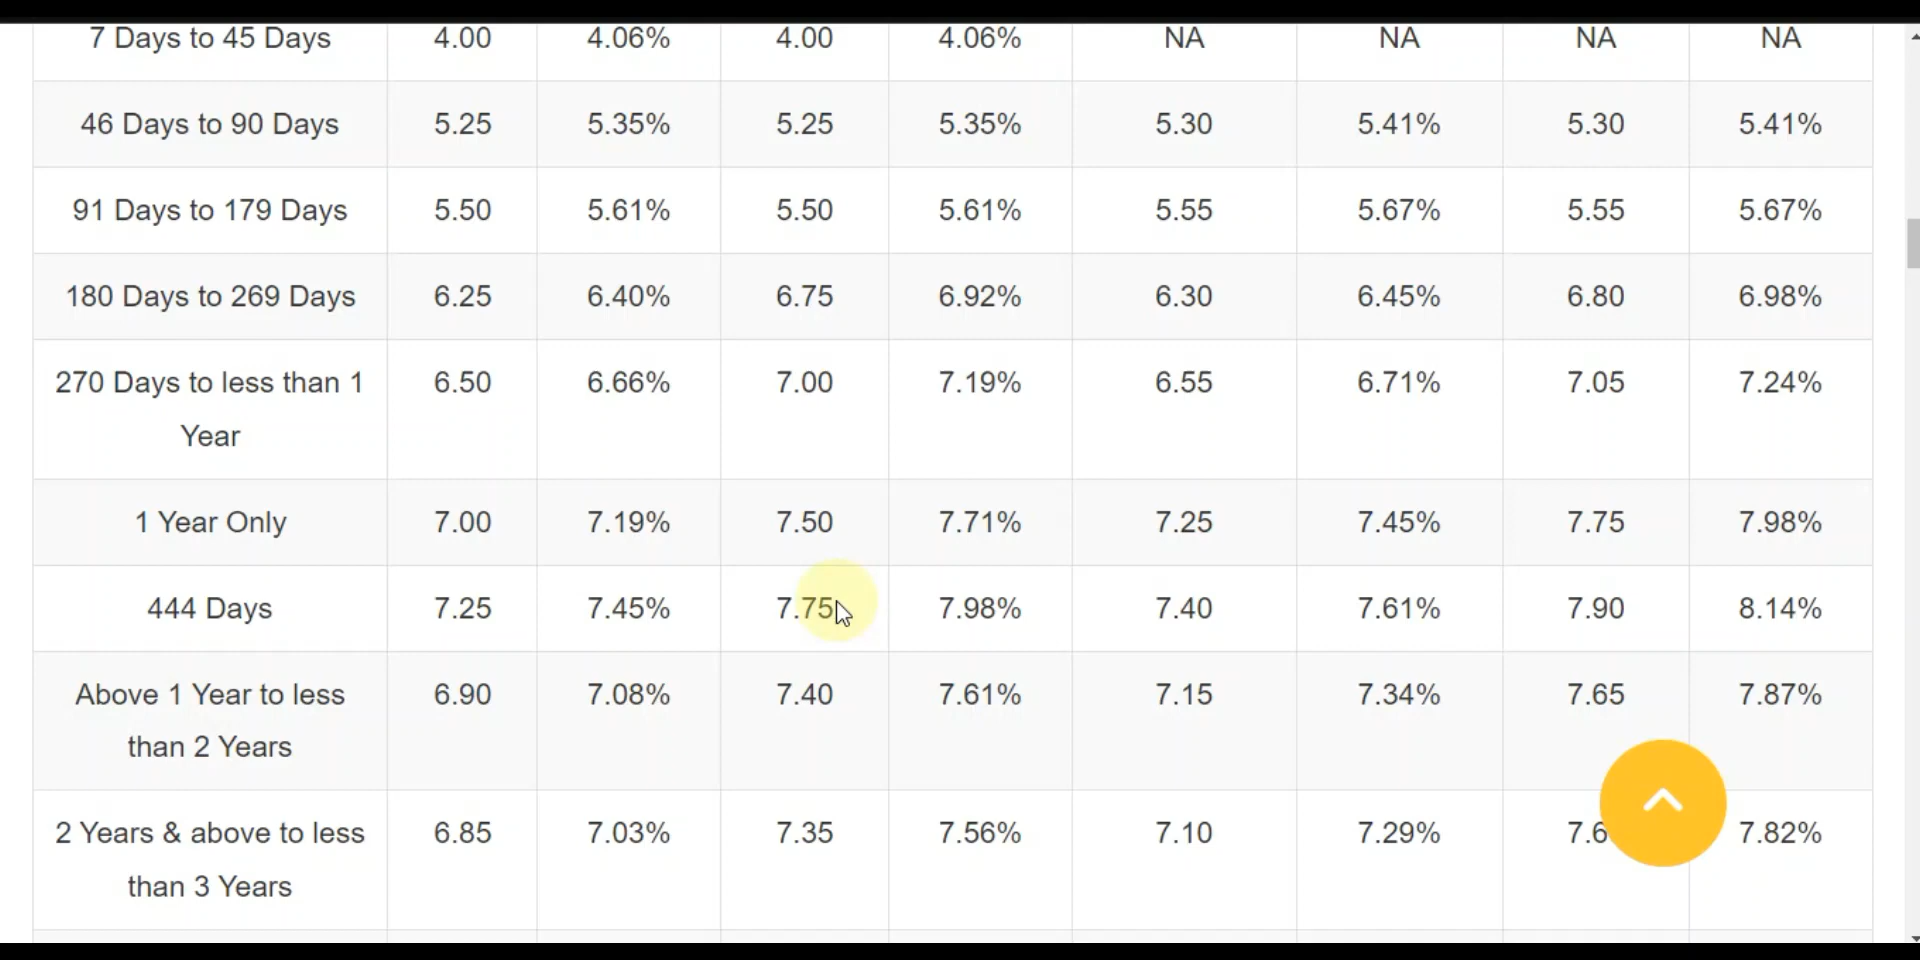 7 Days to 45 Days 4.00 4.06% 4.00 4.06% NA NA NA NA
46 Days to 90 Days 5.25 5.35% 5.25 5.35% 5.30 5.41% 5.30 5.41%
91 Days to 179 Days 5.50 5.61% 5.50 5.61% 5.55 5.67% 5.55 5.67%
180 Days to 269 Days 6.25 6.40% 6.75 6.92% 6.30 6.45% 6.80 6.98%
270 Days to less than 1 6.50 6.66% 7.00 7.19% 6.55 6.71% 7.05 7.24%
Year
1 Year Only 7.00 7.19% 7.50 7.71% 7.25 7.45% 7.75 7.98%
444 Days 7.25 7.45% 7.75 7.98% 7.40 7.61% 7.90 8.14%
Above 1 Year to less 6.90 7.08% 7.40 7.61% 7.15 7.34% 7.65 7.87%
than 2 Years
2 Years & above to less 6.85 7.03% 7.35 7.56% 7.10 7.29% 7.82%
than 3 Years